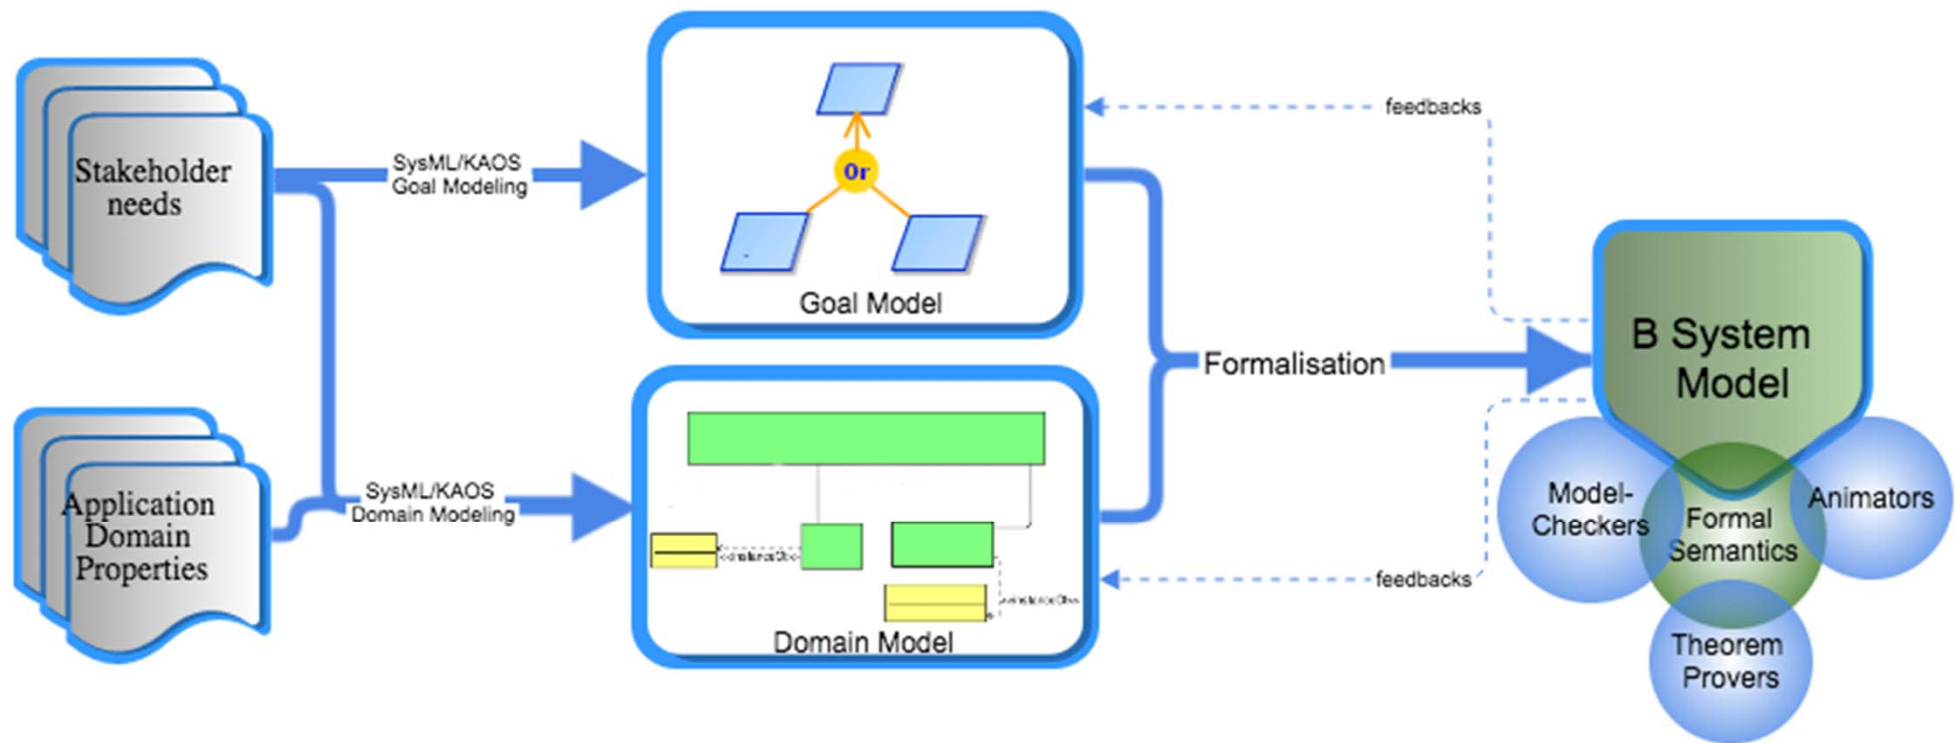 Stakeholder
needs
SysML/KAOS
Goal Modeling
Or
Goal Model
feedbacks
Application
Domain
Properties
SysML/KAOS
Domain Modeling
Domain Model
Formalisation
feedbacks
B System
Model
Model-
Checkers
Formal
Semantics
Animators
Theorem
Provers